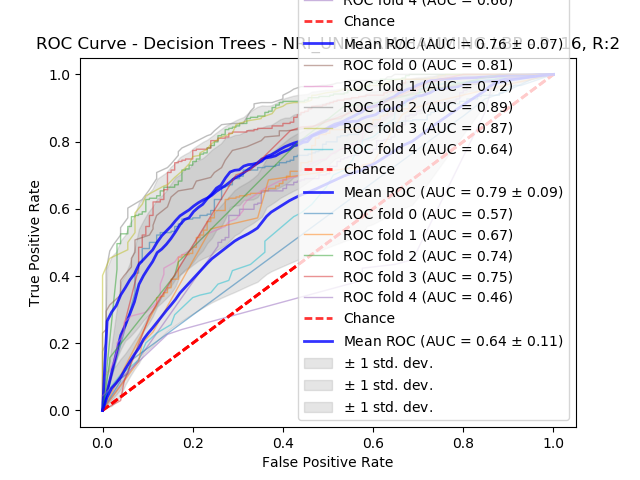 ROC fold 4 (AUC = 0.66)
Chance
ROC Curve - Decision Trees - 16, R:2
Mean ROC (AUC = 0.76 ± 0.07)
ROC fold 0 (AUC = 0.81)
ROC fold 1 (AUC = 0.72)
ROC fold 2 (AUC = 0.89)
ROC fold 3 (AUC = 0.87)
ROC fold 4 (AUC = 0.64)
Chance
Mean ROC (AUC = 0.79 ± 0.09)
ROC fold 0 (AUC = 0.57)
ROC fold 1 (AUC = 0.67)
ROC fold 2 (AUC = 0.74)
ROC fold 3 (AUC = 0.75)
ROC fold 4 (AUC = 0.46)
Chance
Mean ROC (AUC = 0.64 ± 0.11)
± 1 std. dev.
± 1 std. dev.
± 1 std. dev.
True Positive Rate
1.0
0.8
0.6
0.4
0.2
0.0
0.0 0.2 0.4 0.6 0.8 1.0
False Positive Rate